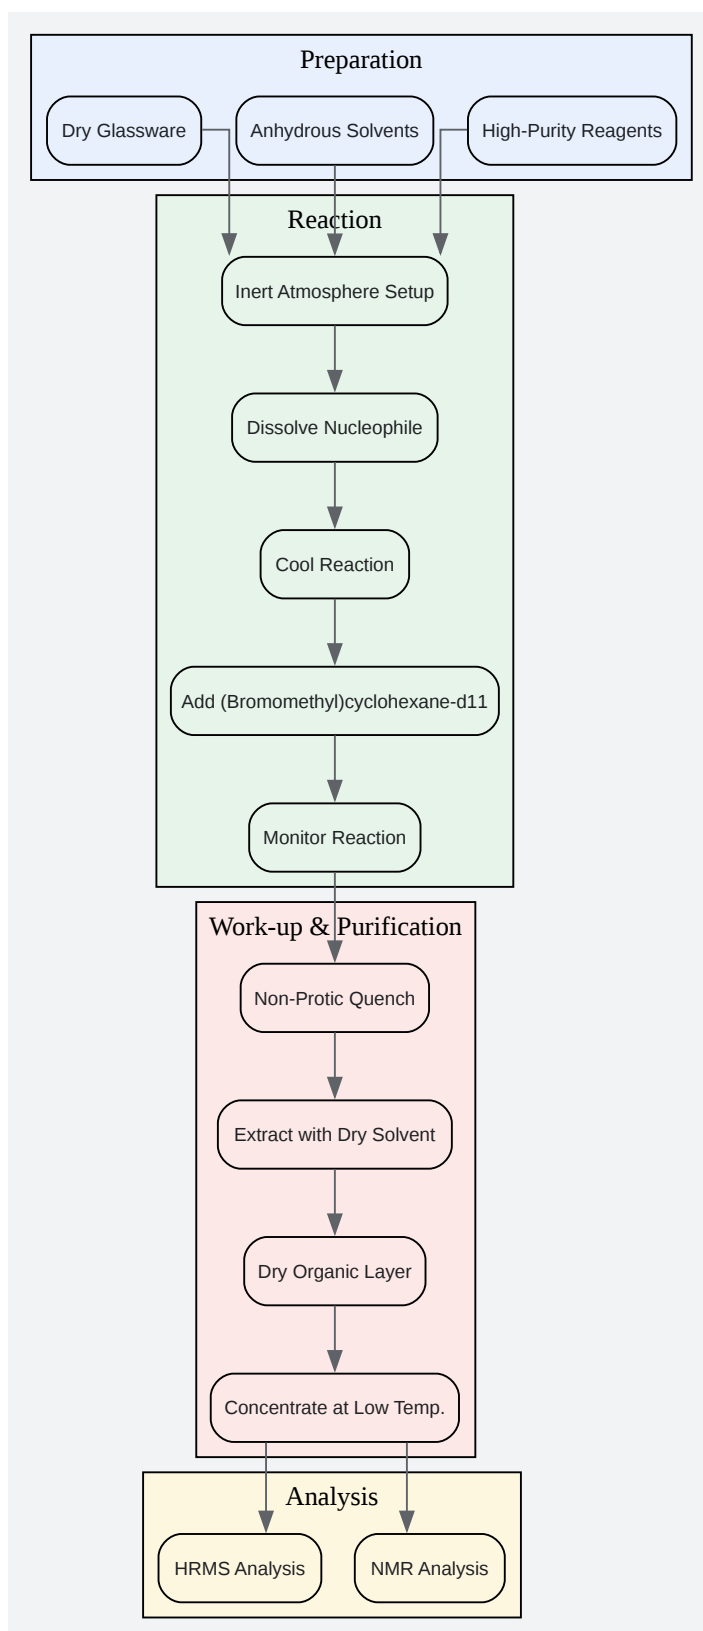 Preparation
Dry Glassware
Anhydrous Solvents
High-Purity Reagents
Reaction
Inert Atmosphere Setup
Dissolve Nucleophile
Cool Reaction
Add (Bromomethyl)cyclohexane-d11
Monitor Reaction
Work-up & Purification
Non-Protic Quench
Extract with Dry Solvent
Dry Organic Layer
Concentrate at Low Temp.
Analysis
HRMS Analysis
NMR Analysis